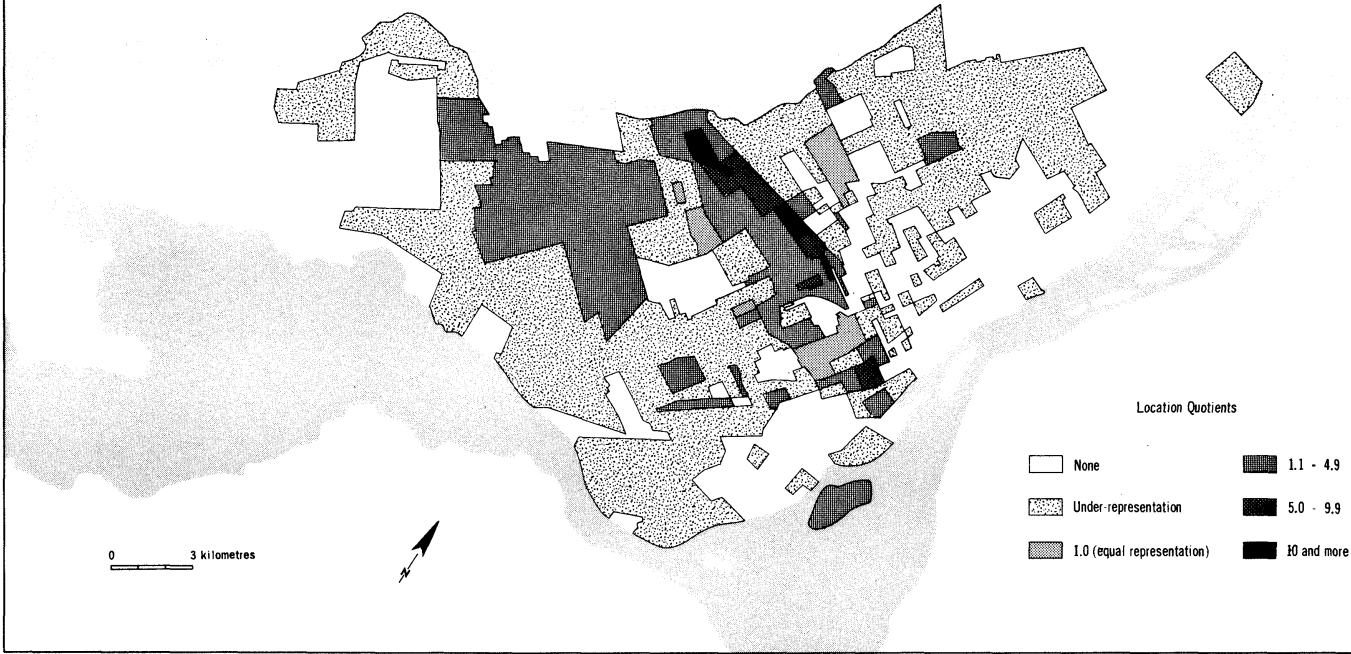 Location Quotients
None
Under-representation
1.0 (equal representation)
1.1 - 4.9
5.0 - 9.9
10 and more
0 3 kilometres
N